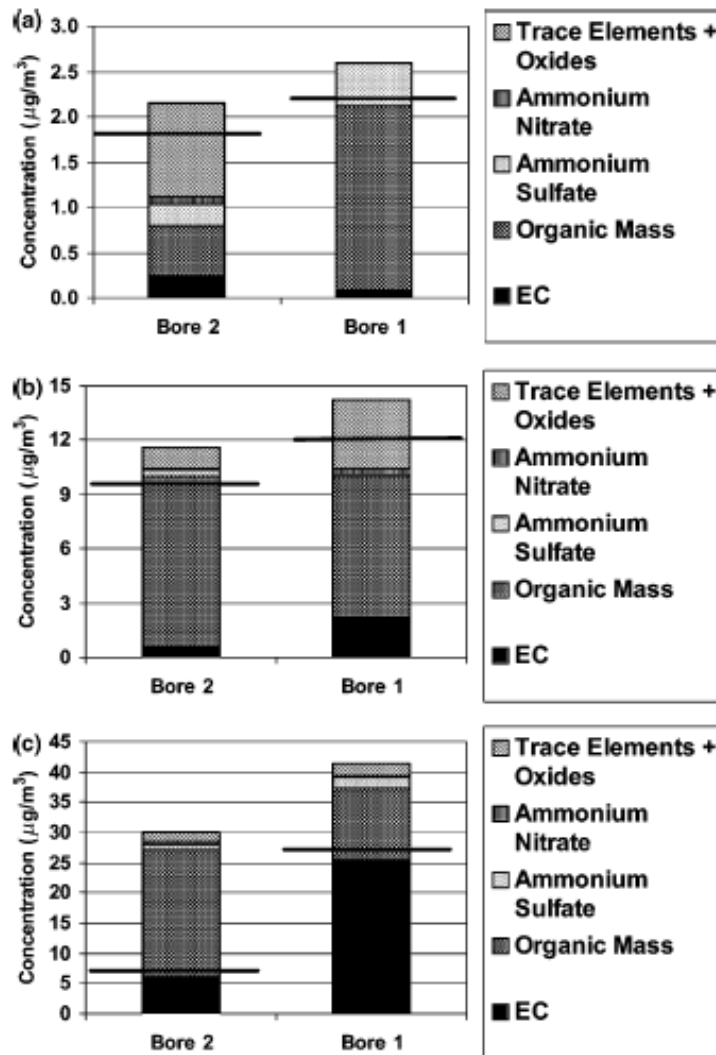 (a)
Concentration (µg/m³)
3.0
2.5
2.0
1.5
1.0
0.5
0.0
Bore 2
Bore 1
Trace Elements +
Oxides
Ammonium
Nitrate
Ammonium
Sulfate
Organic Mass
EC
(b)
Concentration (µg/m³)
15
12
9
6
3
0
Bore 2
Bore 1
Trace Elements +
Oxides
Ammonium
Nitrate
Ammonium
Sulfate
Organic Mass
EC
(c)
Concentration (µg/m³)
45
40
35
30
25
20
15
10
5
0
Bore 2
Bore 1
Trace Elements +
Oxides
Ammonium
Nitrate
Ammonium
Sulfate
Organic Mass
EC